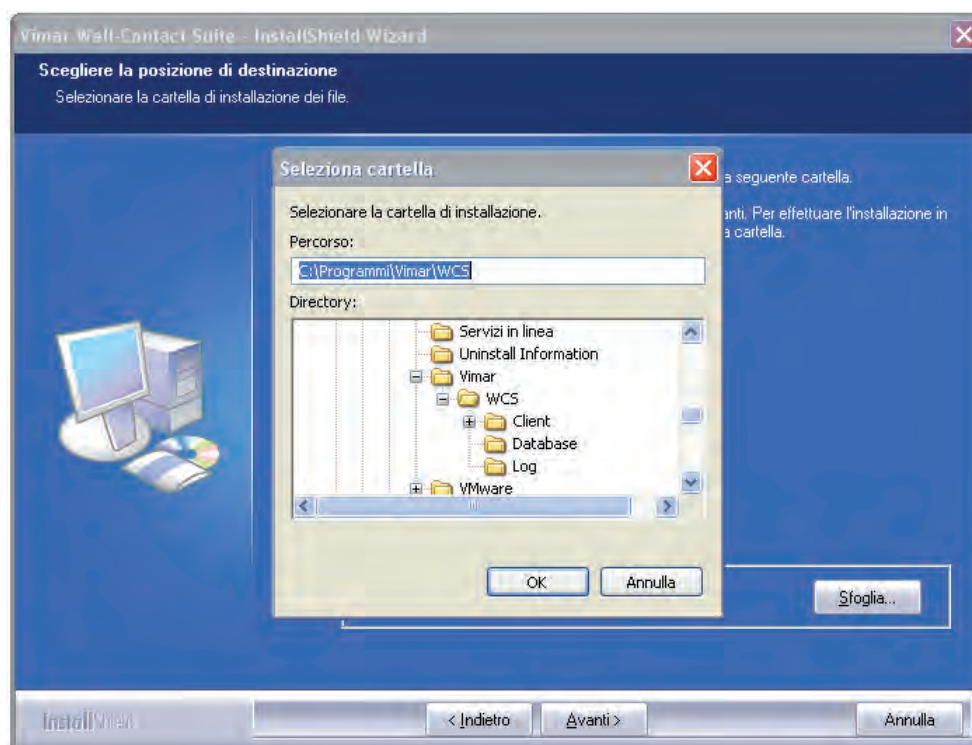 Vimar Well-Contact Suite - InstallShield Wizard
Scegliere la posizione di destinazione
Selezionare la cartella di installazione dei file.
Seleziona cartella
a seguente cartella.
Selezionare la cartella di installazione.
anti. Per effettuare l'installazione in
a cartella.
Percorso:
C:\Programmi\Vimar\WCS
Directory:
Servizi in linea
Uninstall Information
Vimar
WCS
Client
Database
Log
VMware
OK Annulla
Sfoglia...
InstallShield
< Indietro Avanti > Annulla